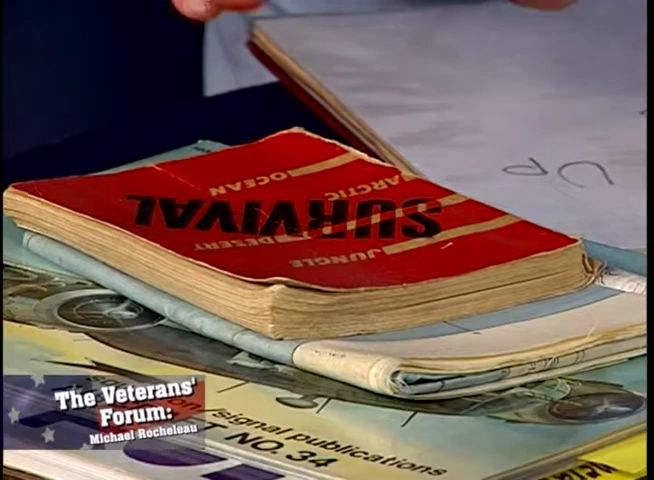 UP
OCEAN
ARCTIC
SURVIVAL
DESERT
JUNGLE
The Veterans'
Forum:
Michael Rocheleau
signal publications
NO. 34